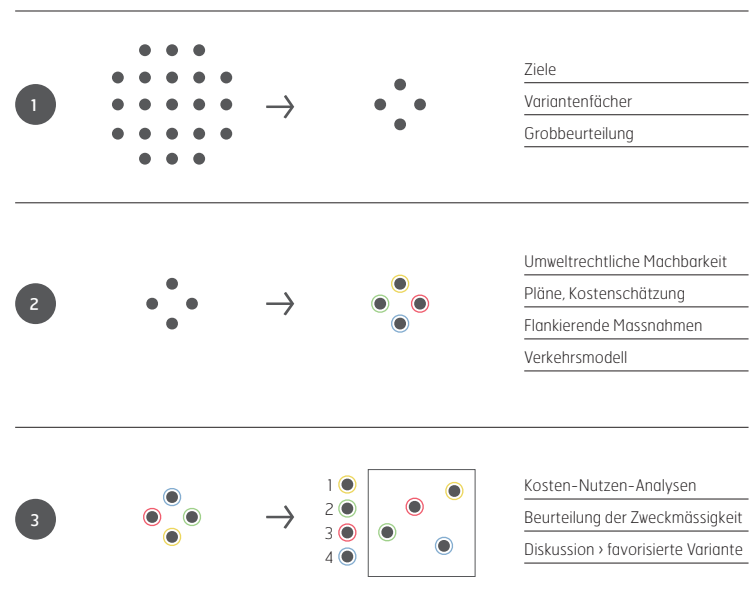 1
Ziele
Variantenfächer
Grobbeurteilung
2
Umweltrechtliche Machbarkeit
Pläne, Kostenschätzung
Flankierende Massnahmen
Verkehrsmodell
3
1
2
3
4
Kosten-Nutzen-Analysen
Beurteilung der Zweckmässigkeit
Diskussion › favorisierte Variante